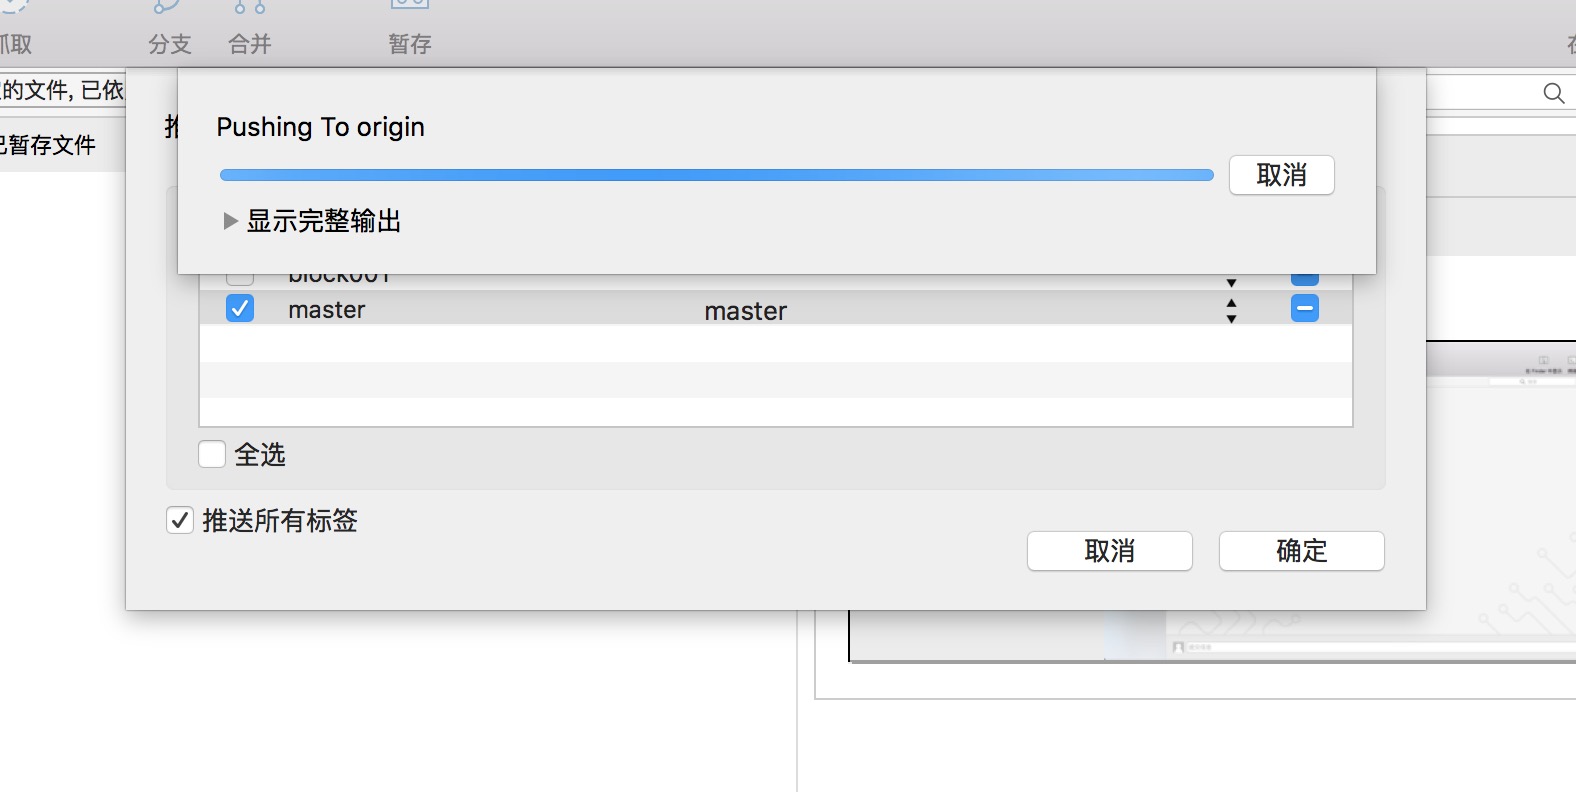 抓取
分支
合并
暂存
的文件, 已依
已暂存文件
Pushing To origin
取消
显示完整输出
block001
master
master
全选
推送所有标签
取消
确定